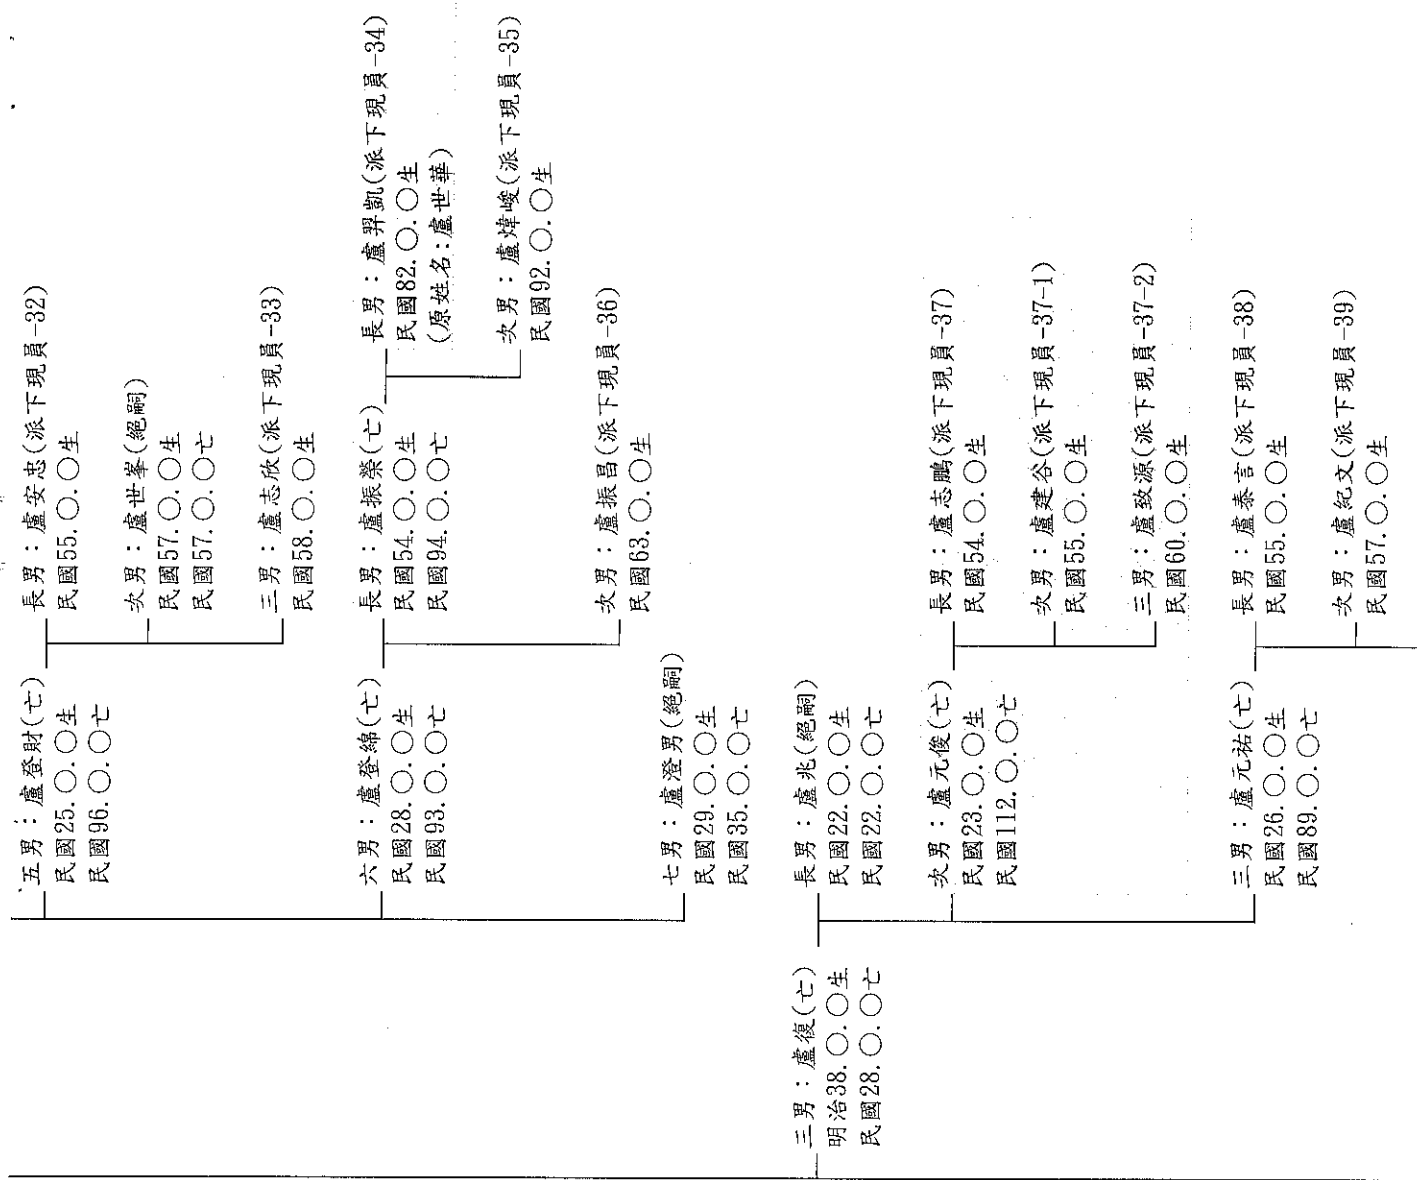 五男：盧登財(亡)
民國25.○.○生
民國96.○.○亡
長男：盧安忠(派下現員-32)
民國55.○.○生
次男：盧世峯(絕嗣)
民國57.○.○生
民國57.○.○亡
三男：盧志欣(派下現員-33)
民國58.○.○生
六男：盧登綿(亡)
民國28.○.○生
民國93.○.○亡
長男：盧振榮(亡)
民國54.○.○生
民國94.○.○亡
長男：盧羿凱(派下現員-34)
民國82.○.○生
(原姓名:盧世華)
次男：盧煒峻(派下現員-35)
民國92.○.○生
次男：盧振昌(派下現員-36)
民國63.○.○生
七男：盧澄男(絕嗣)
民國29.○.○生
民國35.○.○亡
三男：盧復(亡)
明治38.○.○生
民國28.○.○亡
長男：盧兆(絕嗣)
民國22.○.○生
民國22.○.○亡
次男：盧元俊(亡)
民國23.○.○生
民國112.○.○亡
長男：盧志鵬(派下現員-37)
民國54.○.○生
次男：盧建谷(派下現員-37-1)
民國55.○.○生
三男：盧致源(派下現員-37-2)
民國60.○.○生
三男：盧元祐(亡)
民國26.○.○生
民國89.○.○亡
長男：盧泰言(派下現員-38)
民國55.○.○生
次男：盧紀文(派下現員-39)
民國57.○.○生